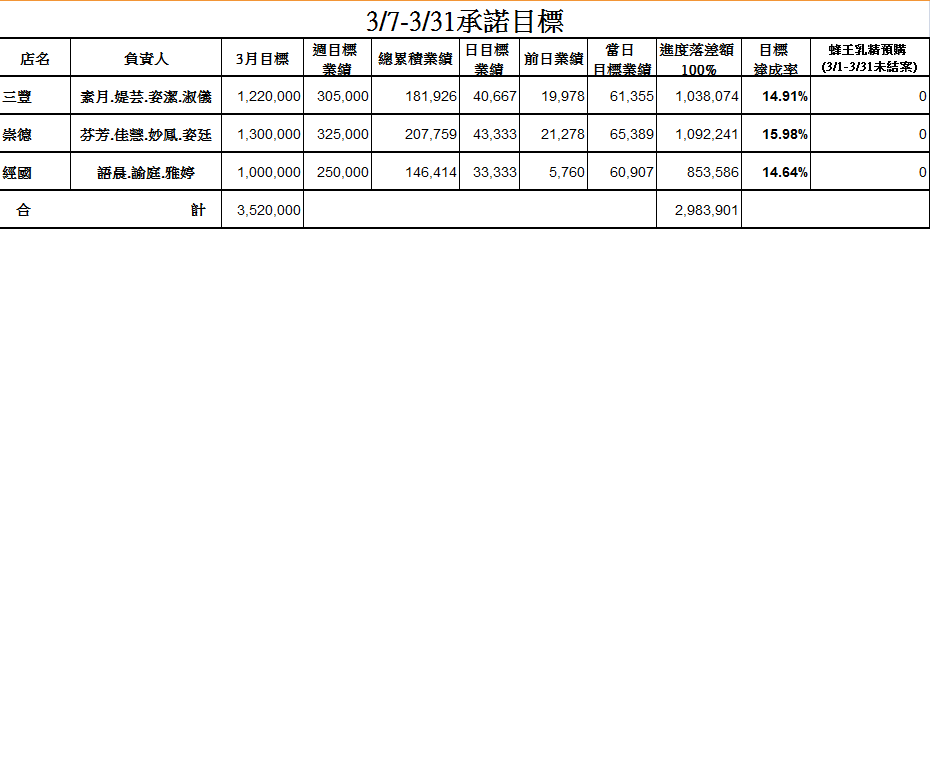 3/7-3/31承諾目標
店名 負責人 3月目標 週目標業績 總累積業績 日目標業績 前日業績 當日目標業績 進度落差額100% 目標達成率 蜂王乳精預購(3/1-3/31未結案)
三豐 素月.媞芸.姿潔.淑儀 1,220,000 305,000 181,926 40,667 19,978 61,355 1,038,074 14.91% 0
崇德 芬芳.佳慧.妙鳳.姿廷 1,300,000 325,000 207,759 43,333 21,278 65,389 1,092,241 15.98% 0
經國 語晨.諭庭.雅婷 1,000,000 250,000 146,414 33,333 5,760 60,907 853,586 14.64% 0
合 計 3,520,000 2,983,901